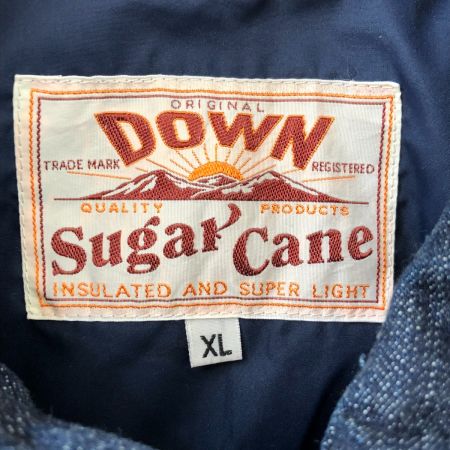 ORIGINAL
DOWN
TRADE MARK REGISTERED
QUALITY PRODUCTS
Sugar Cane
INSULATED AND SUPER LIGHT
XL